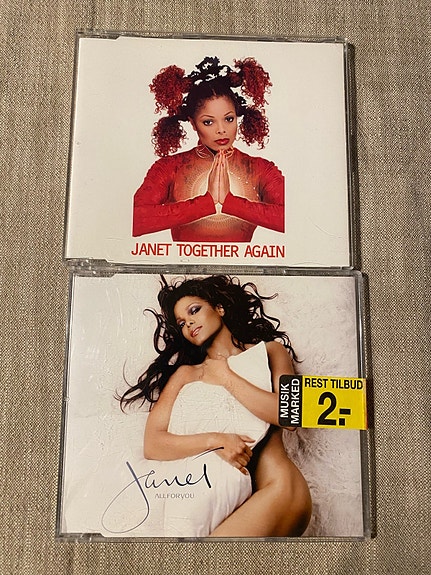 JANET TOGETHER AGAIN
Janet
ALL FOR YOU
MUSIK
MARKED
REST TILBUD
2.-